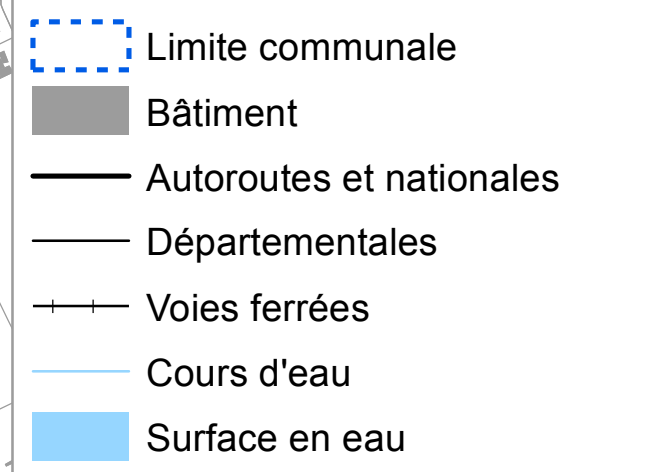 Limite communale
Bâtiment
Autoroutes et nationales
Départementales
Voies ferrées
Cours d'eau
Surface en eau